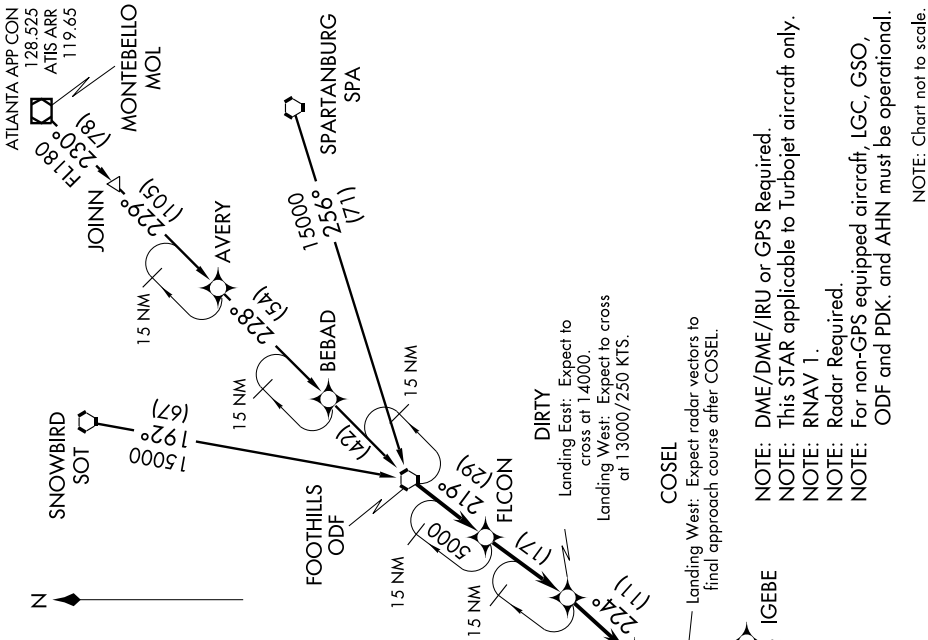 ATLANTA APP CON
128.525
ATIS ARR
119.65
MONTEBELLO
MOL
FL180
230°
(78)
JOINN
229°
(105)
AVERY
15 NM
228°
(54)
BEBAD
15 NM
(42)
SPARTANBURG
SPA
15000
256°
(71)
15 NM
SNOWBIRD
SOT
15000
192°
(67)
FOOTHILLS
ODF
219°
(29)
5000
FLCON
15 NM
(17)
DIRTY
Landing East: Expect to
cross at 14000.
Landing West: Expect to cross
at 13000/250 KTS.
15 NM
224°
(11)
COSEL
Landing West: Expect radar vectors to
final approach course after COSEL.
IGEBE
N
NOTE: DME/DME/IRU or GPS Required.
NOTE: This STAR applicable to Turbojet aircraft only.
NOTE: RNAV 1.
NOTE: Radar Required.
NOTE: For non-GPS equipped aircraft, LGC, GSO,
ODF and PDK. and AHN must be operational.
NOTE: Chart not to scale.